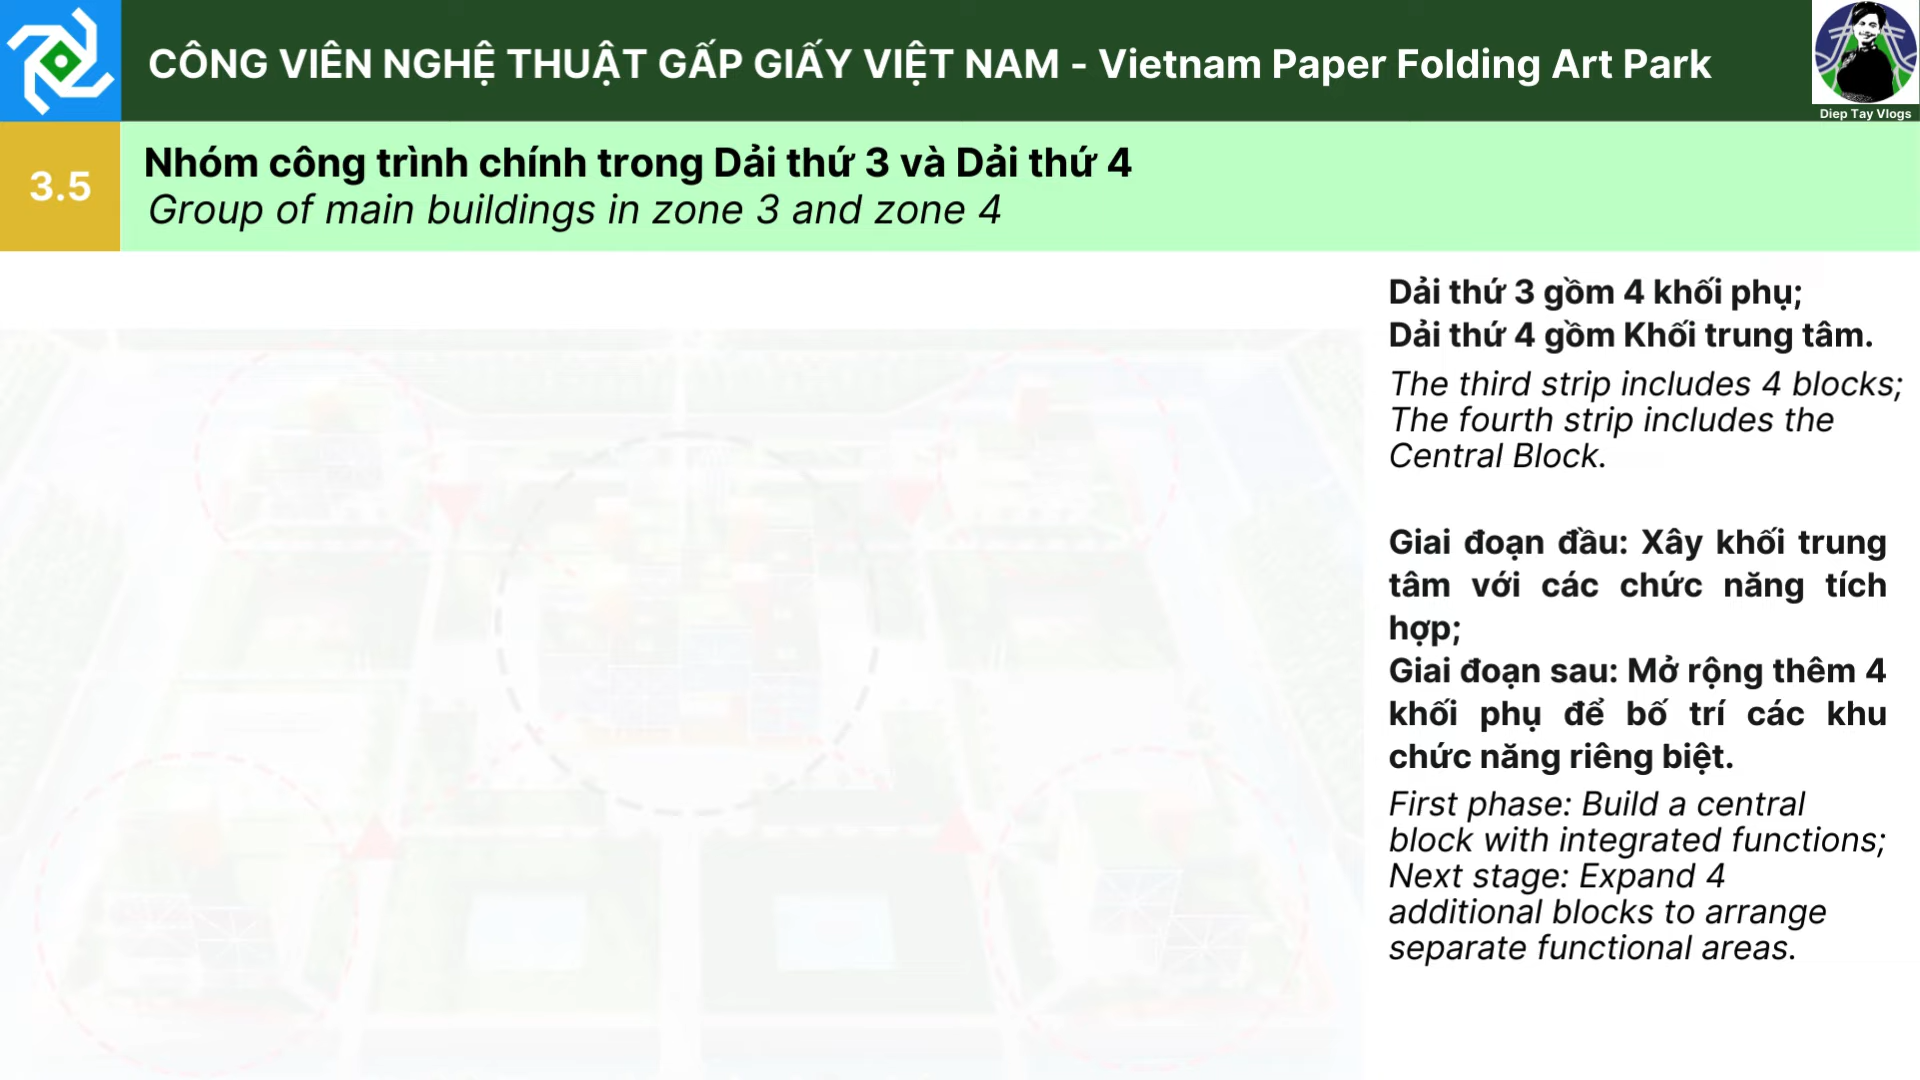 CÔNG VIÊN NGHỆ THUẬT GẤP GIẤY VIỆT NAM - Vietnam Paper Folding Art Park
Diep Tay Vlogs
3.5
Nhóm công trình chính trong Dải thứ 3 và Dải thứ 4
Group of main buildings in zone 3 and zone 4
Dải thứ 3 gồm 4 khối phụ;
Dải thứ 4 gồm Khối trung tâm.
The third strip includes 4 blocks;
The fourth strip includes the
Central Block.
Giai đoạn đầu: Xây khối trung
tâm với các chức năng tích
hợp;
Giai đoạn sau: Mở rộng thêm 4
khối phụ để bố trí các khu
chức năng riêng biệt.
First phase: Build a central
block with integrated functions;
Next stage: Expand 4
additional blocks to arrange
separate functional areas.